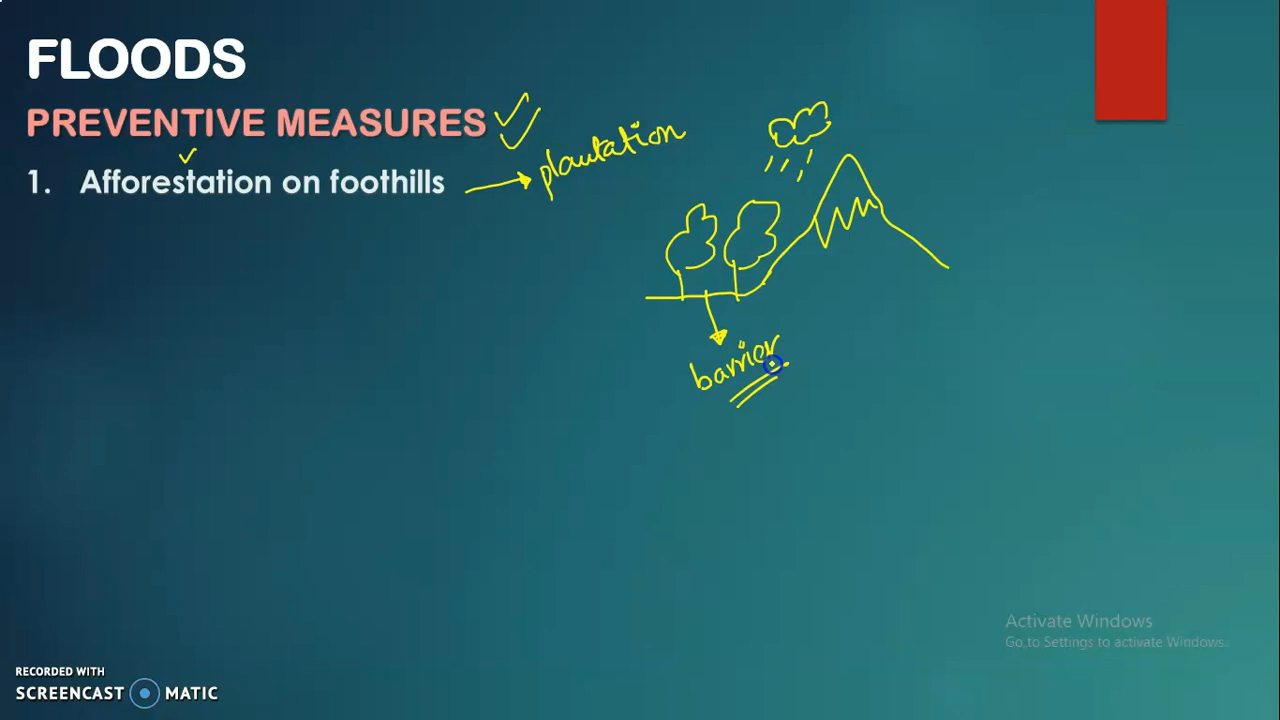 FLOODS
PREVENTIVE MEASURES
1. Afforestation on foothills
plantation
barrier
Activate Windows
Go to Settings to activate Windows.
RECORDED WITH
SCREENCAST MATIC